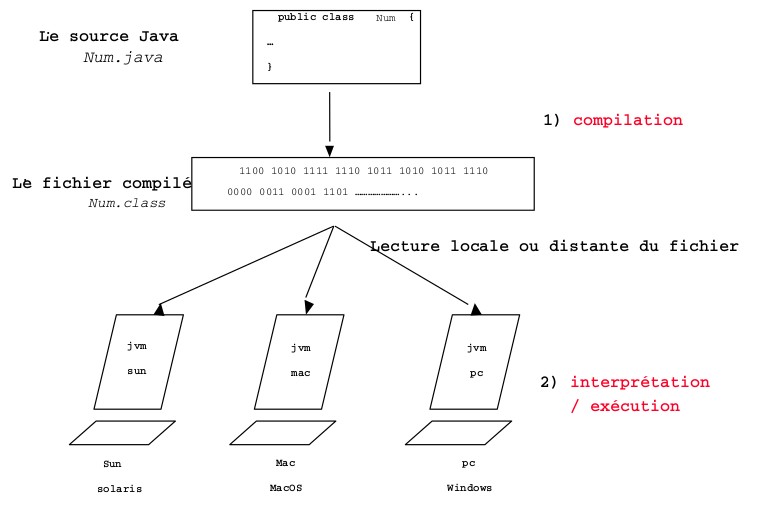 public class Num {
Le source Java
Num.java
…
}
1) compilation
1100 1010 1111 1110 1011 1010 1011 1110
Le fichier compilé
0000 0011 0001 1101 …………………...
Num.class
Lecture locale ou distante du fichier
jvm
sun
jvm
mac
jvm
pc
2) interprétation
/ exécution
Sun
solaris
Mac
MacOS
pc
Windows